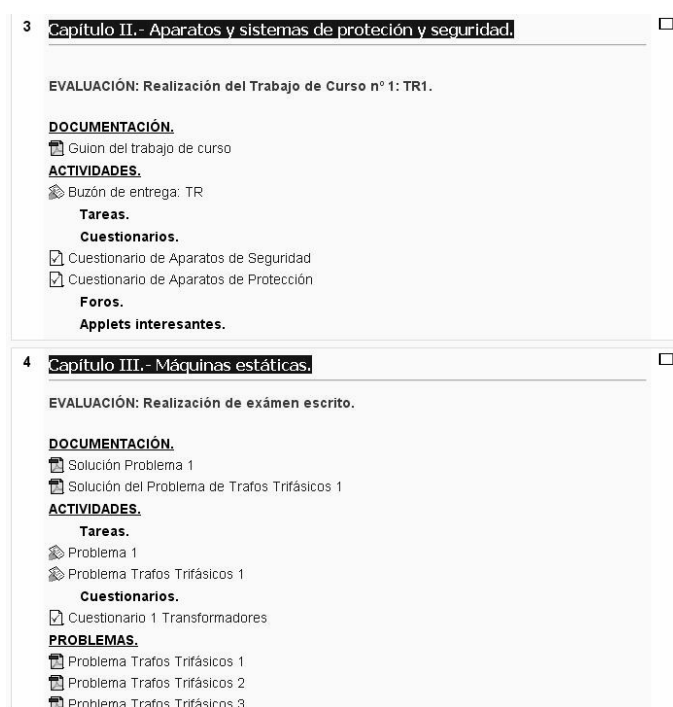 3 Capítulo II.- Aparatos y sistemas de proteción y seguridad.
EVALUACIÓN: Realización del Trabajo de Curso nº 1: TR1.
DOCUMENTACIÓN.
Guion del trabajo de curso
ACTIVIDADES.
Buzón de entrega: TR
Tareas.
Cuestionarios.
Cuestionario de Aparatos de Seguridad
Cuestionario de Aparatos de Protección
Foros.
Applets interesantes.
4 Capítulo III.- Máquinas estáticas.
EVALUACIÓN: Realización de exámen escrito.
DOCUMENTACIÓN.
Solución Problema 1
Solución del Problema de Trafos Trifásicos 1
ACTIVIDADES.
Tareas.
Problema 1
Problema Trafos Trifásicos 1
Cuestionarios.
Cuestionario 1 Transformadores
PROBLEMAS.
Problema Trafos Trifásicos 1
Problema Trafos Trifásicos 2
Problema Trafos Trifásicos 3